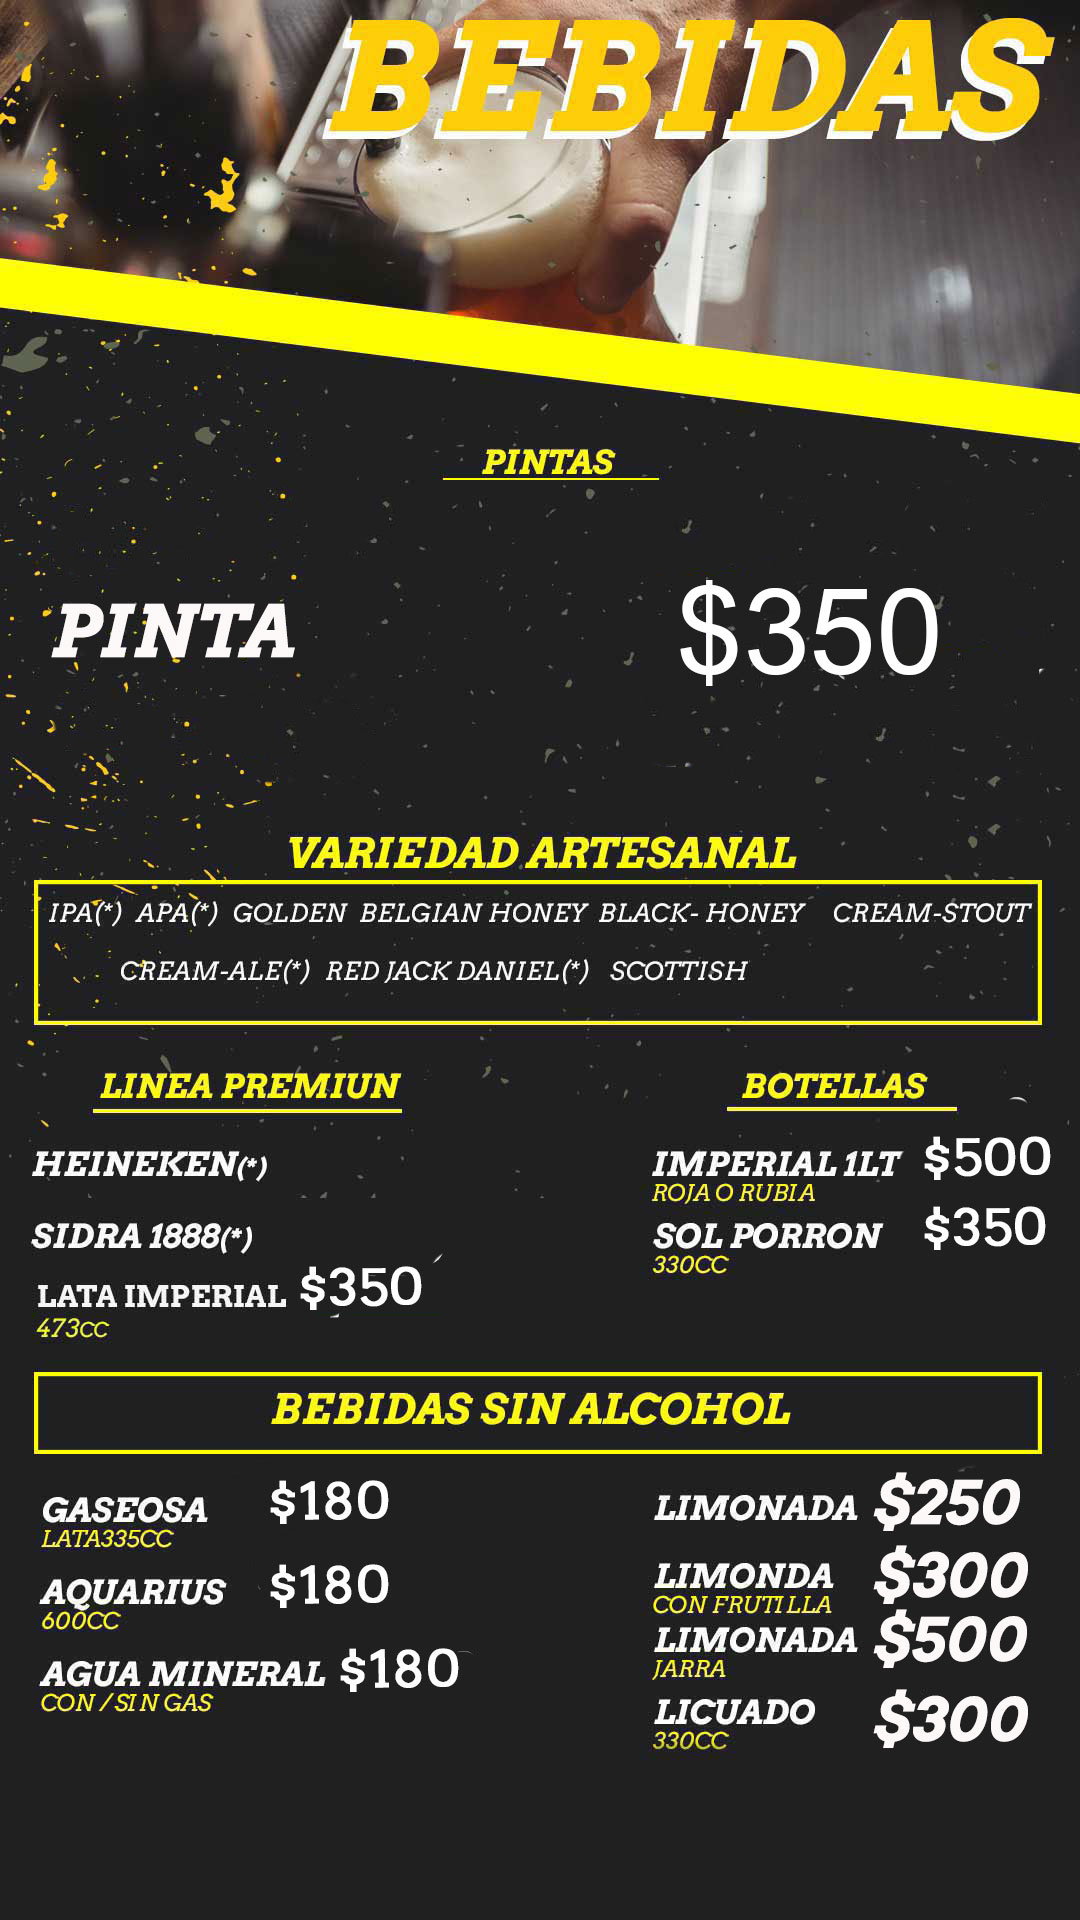 BEBIDAS
PINTAS
PINTA $350
VARIEDAD ARTESANAL
IPA(*) APA(*) GOLDEN BELGIAN HONEY BLACK- HONEY CREAM-STOUT
CREAM-ALE(*) RED JACK DANIEL(*) SCOTTISH
LINEA PREMIUN
HEINEKEN(*)
SIDRA 1888(*)
LATA IMPERIAL $350
473CC
BOTELLAS
IMPERIAL 1LT $500
ROJA O RUBIA
SOL PORRON $350
330CC
BEBIDAS SIN ALCOHOL
GASEOSA $180
LATA335CC
AQUARIUS $180
600CC
AGUA MINERAL $180
CON / SIN GAS
LIMONADA $250
LIMONDA $300
CON FRUTILLA
LIMONADA $500
JARRA
LICUADO $300
330CC